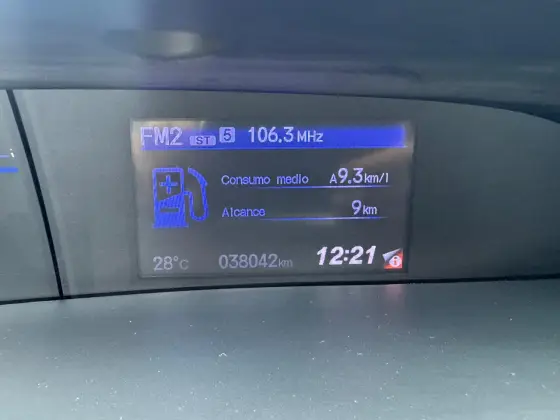 FM2 ST 5 106.3 MHz
Consumo medio A9.3km/l
Alcance 9km
28°c 038042km 12:21 i